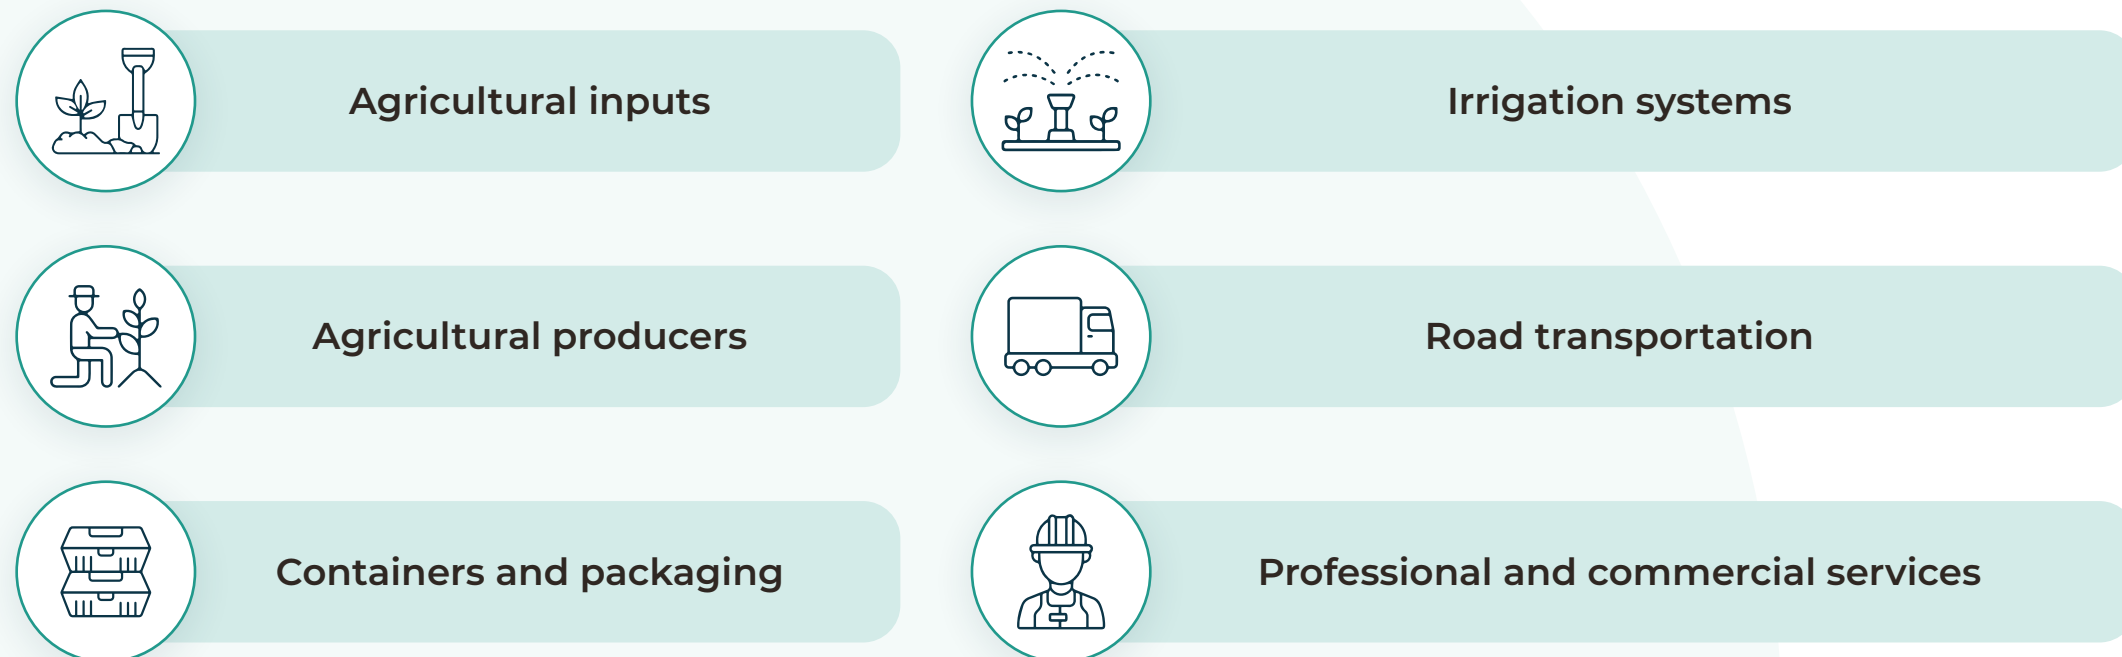 Agricultural inputs
Irrigation systems
Agricultural producers
Road transportation
Containers and packaging
Professional and commercial services